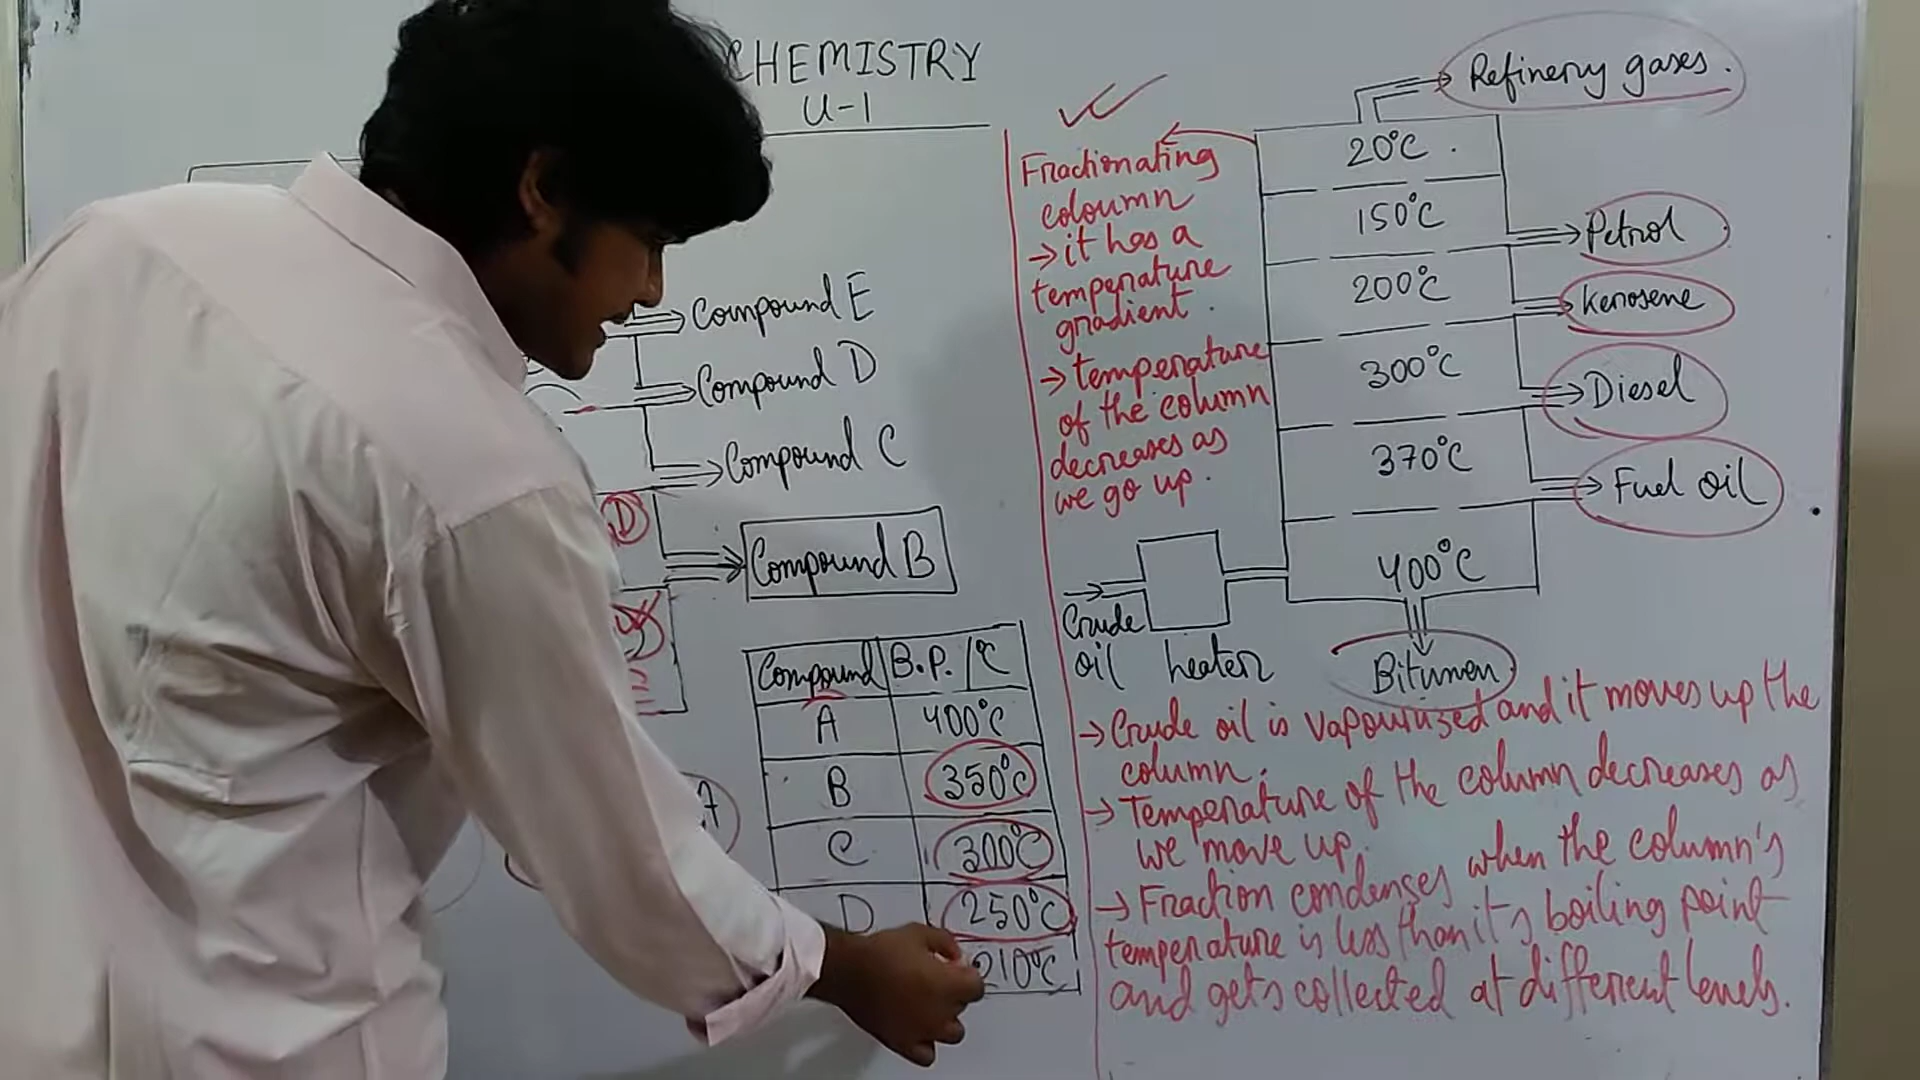 CHEMISTRY
U-1
Compound E
Compound D
Compound C
D
Compound B
Compound B.P. /°C
A 400°C
B 350°C
C 300°C
D 250°C
210°C
Fractionating
coloumn
→ it has a
temperature
gradient.
→ temperature
of the column
decreases as
we go up.
Refinery gases.
20°C.
150°C
Petrol
200°C
Kerosene
300°C
Diesel
370°C
Fuel oil
400°C
Crude
oil heater
Bitumen
→ Crude oil is vapourized and it moves up the
column.
→ Temperature of the column decreases as
we move up.
→ Fraction condenses when the column's
temperature is less than it's boiling point
and gets collected at different levels.